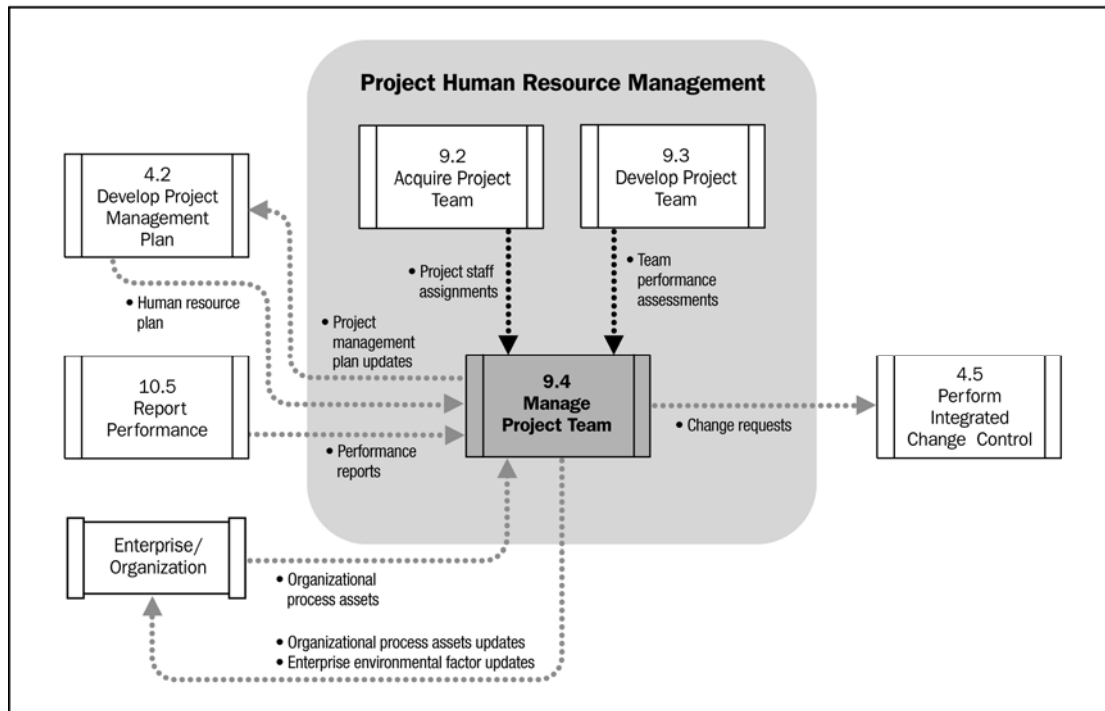 Project Human Resource Management
9.2
Acquire Project
Team
9.3
Develop Project
Team
4.2
Develop Project
Management
Plan
• Project staff
assignments
• Team
performance
assessments
• Human resource
plan
• Project
management
plan updates
10.5
Report
Performance
9.4
Manage
Project Team
4.5
Perform
Integrated
Change Control
• Change requests
• Performance
reports
Enterprise/
Organization
• Organizational
process assets
• Organizational process assets updates
• Enterprise environmental factor updates